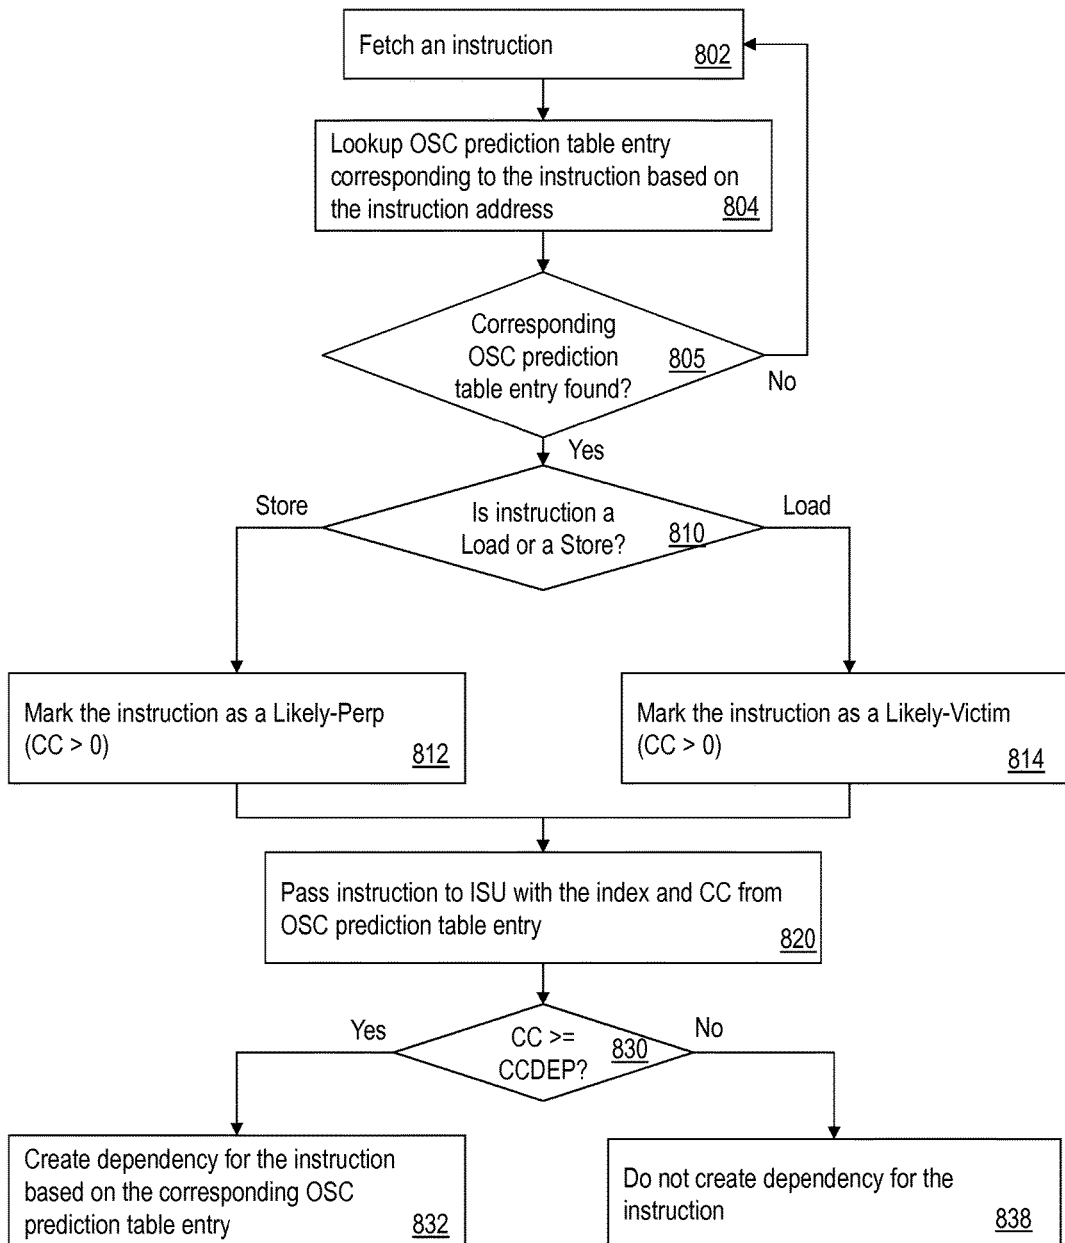 Fetch an instruction
802
Lookup OSC prediction table entry
corresponding to the instruction based on
the instruction address
804
Corresponding
OSC prediction
table entry found?
805
No
Yes
Store
Is instruction a
Load or a Store?
810
Load
Mark the instruction as a Likely-Perp
(CC > 0)
812
Mark the instruction as a Likely-Victim
(CC > 0)
814
Pass instruction to ISU with the index and CC from
OSC prediction table entry
820
Yes
CC >=
CCDEP?
830
No
Create dependency for the instruction
based on the corresponding OSC
prediction table entry
832
Do not create dependency for the
instruction
838